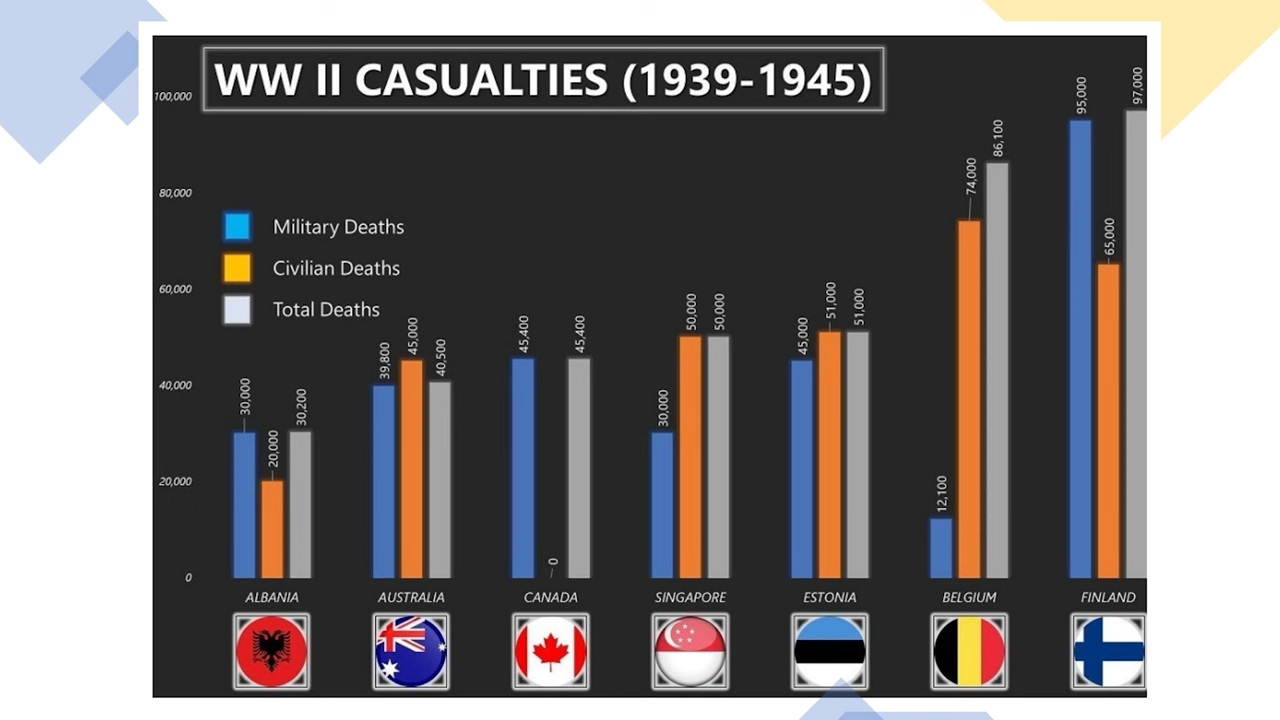 WW II CASUALTIES (1939-1945)
100,000
80,000
60,000
40,000
20,000
0
Military Deaths
Civilian Deaths
Total Deaths
30,000
20,000
30,200
39,800
45,000
40,500
45,400
0
45,400
30,000
50,000
50,000
45,000
51,000
51,000
12,100
74,000
86,100
95,000
65,000
97,000
ALBANIA
AUSTRALIA
CANADA
SINGAPORE
ESTONIA
BELGIUM
FINLAND